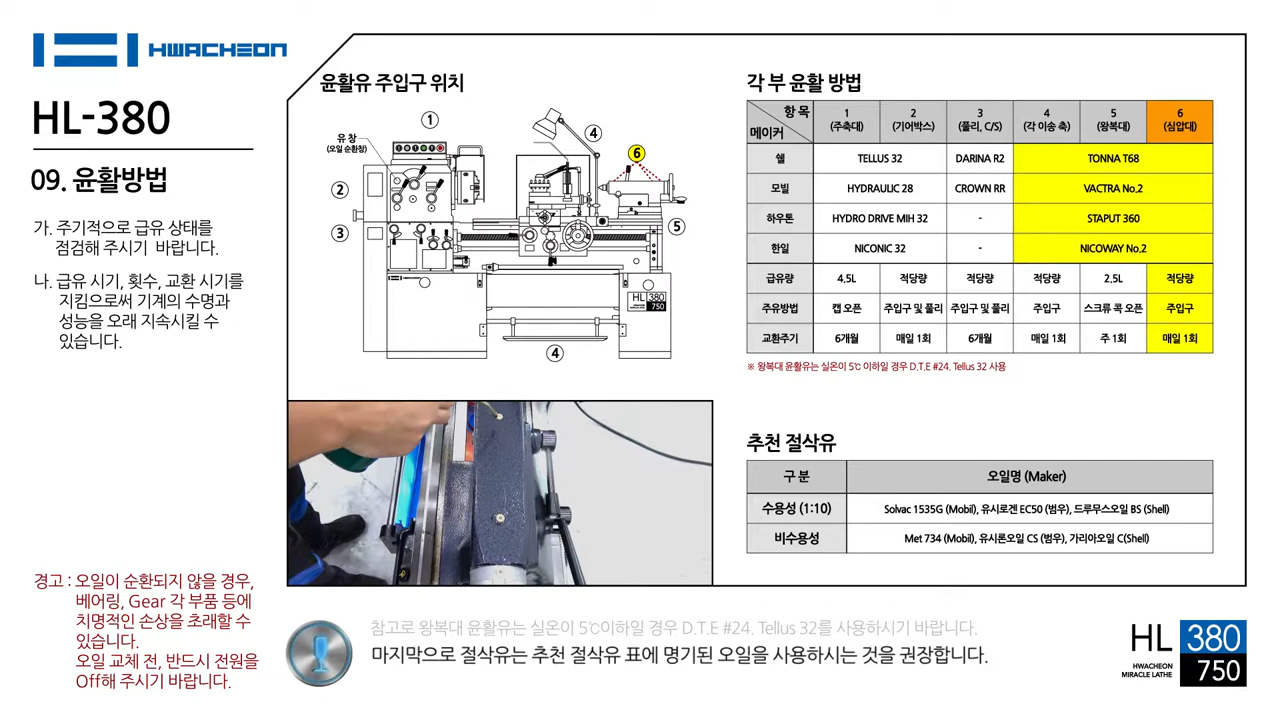 HWACHEON
HL-380
09. 윤활방법
가. 주기적으로 급유 상태를
점검해 주시기 바랍니다.
나. 급유 시기, 횟수, 교환 시기를
지킴으로써 기계의 수명과
성능을 오래 지속시킬 수
있습니다.
경고 : 오일이 순환되지 않을 경우,
베어링, Gear 각 부품 등에
치명적인 손상을 초래할 수
있습니다.
오일 교체 전, 반드시 전원을
Off해 주시기 바랍니다.
윤활유 주입구 위치
①
유 창
(오일 순환창)
②
③
④
⑥
⑤
④
HL 380
750
각 부 윤활 방법
항 목
메이커
1 (주축대)
2 (기어박스)
3 (풀리, C/S)
4 (각 이송 축)
5 (왕복대)
6 (심압대)
쉘 TELLUS 32 DARINA R2 TONNA T68
모빌 HYDRAULIC 28 CROWN RR VACTRA No.2
하우톤 HYDRO DRIVE MIH 32 - STAPUT 360
한일 NICONIC 32 - NICOWAY No.2
급유량 4.5L 적당량 적당량 적당량 2.5L 적당량
주유방법 캡 오픈 주입구 및 풀리 주입구 및 풀리 주입구 스크류 콕 오픈 주입구
교환주기 6개월 매일 1회 6개월 매일 1회 주 1회 매일 1회
※ 왕복대 윤활유는 실온이 5℃ 이하일 경우 D.T.E #24. Tellus 32 사용
추천 절삭유
구 분 오일명 (Maker)
수용성 (1:10) Solvac 1535G (Mobil), 유시로겐 EC50 (범우), 드루무스오일 BS (Shell)
비수용성 Met 734 (Mobil), 유시론오일 CS (범우), 가리아오일 C(Shell)
참고로 왕복대 윤활유는 실온이 5℃이하일 경우 D.T.E #24. Tellus 32를 사용하시기 바랍니다.
마지막으로 절삭유는 추천 절삭유 표에 명기된 오일을 사용하시는 것을 권장합니다.
HL 380
HWACHEON
MIRACLE LATHE
750